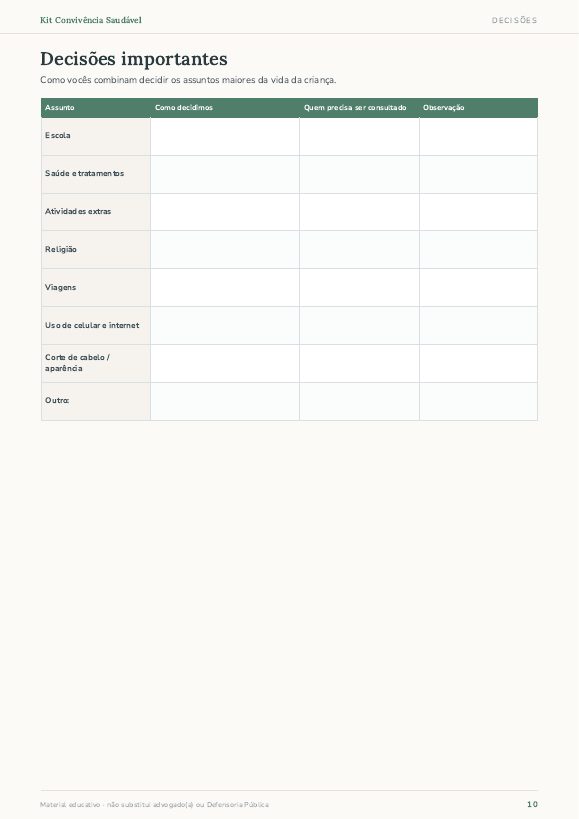 Kit Convivência Saudável
DECISÕES
Decisões importantes
Como vocês combinam decidir os assuntos maiores da vida da criança.
Assunto Como decidimos Quem precisa ser consultado Observação
Escola
Saúde e tratamentos
Atividades extras
Religião
Viagens
Uso de celular e internet
Corte de cabelo /
aparência
Outro:
Material educativo · não substitui advogado(a) ou Defensoria Pública
10